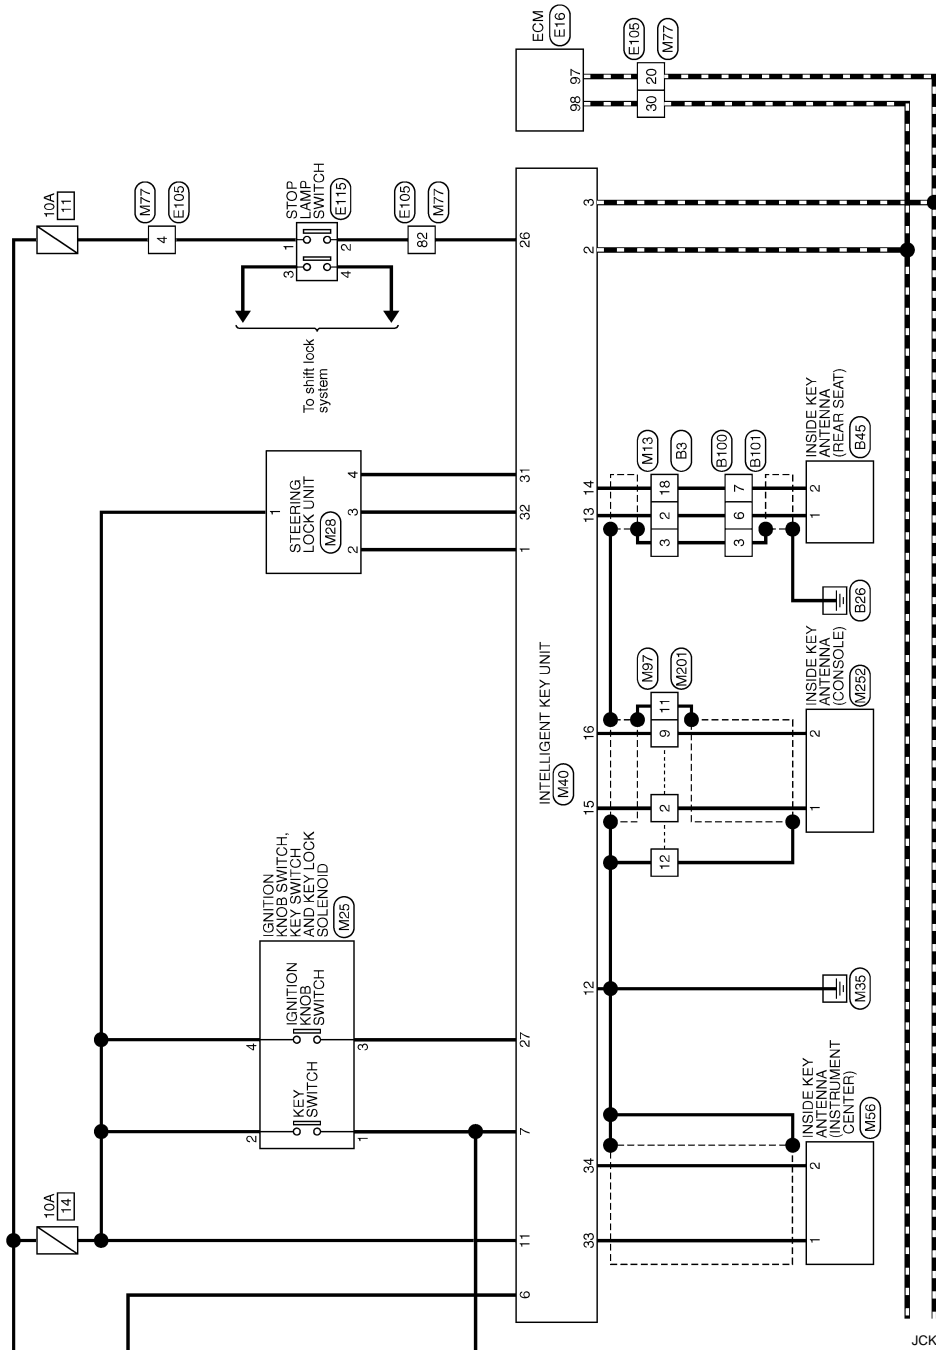 ECM
E16
97
98
E105
M77
20
30
10A
11
M77
E105
4
STOP
LAMP
SWITCH
E115
1
2
3
4
E105
M77
82
26
To shift lock
system
3
2
STEERING
LOCK UNIT
M28
1
4
3
2
31
32
1
INTELLIGENT KEY UNIT
M40
14
13
M13
B3
18
2
3
B100
B101
7
6
3
INSIDE KEY
ANTENNA
(REAR SEAT)
B45
2
1
B26
16
15
M97
M201
11
9
2
12
INSIDE KEY
ANTENNA
(CONSOLE)
M252
2
1
IGNITION
KNOB SWITCH,
KEY SWITCH
AND KEY LOCK
SOLENOID
M25
IGNITION
KNOB
SWITCH
4
3
KEY
SWITCH
2
1
27
7
12
M35
10A
14
11
6
34
33
INSIDE KEY
ANTENNA
(INSTRUMENT
CENTER)
M56
2
1
JCK